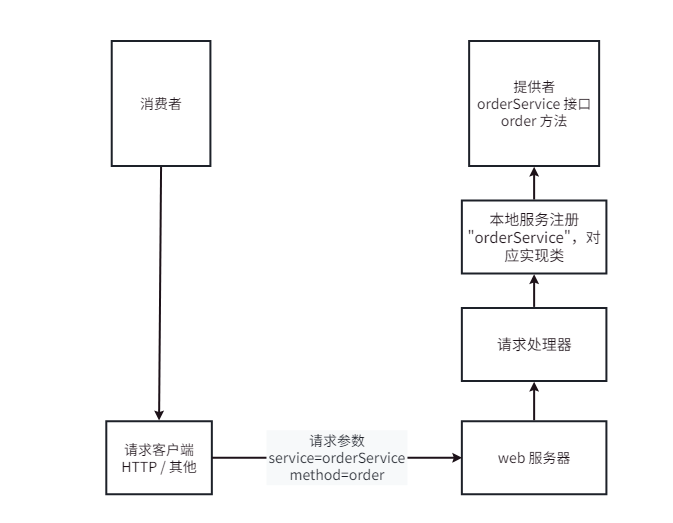 消费者
提供者
orderService 接口
order 方法
本地服务注册
"orderService"，对
应实现类
请求处理器
请求客户端
HTTP / 其他
请求参数
service=orderService
method=order
web 服务器